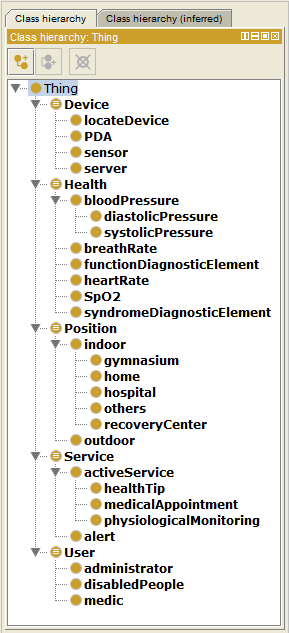 Class hierarchy Class hierarchy (inferred)
Class hierarchy: Thing
Thing
Device
locateDevice
PDA
sensor
server
Health
bloodPressure
diastolicPressure
systolicPressure
breathRate
functionDiagnosticElement
heartRate
SpO2
syndromeDiagnosticElement
Position
indoor
gymnasium
home
hospital
others
recoveryCenter
outdoor
Service
activeService
healthTip
medicalAppointment
physiologicalMonitoring
alert
User
administrator
disabledPeople
medic